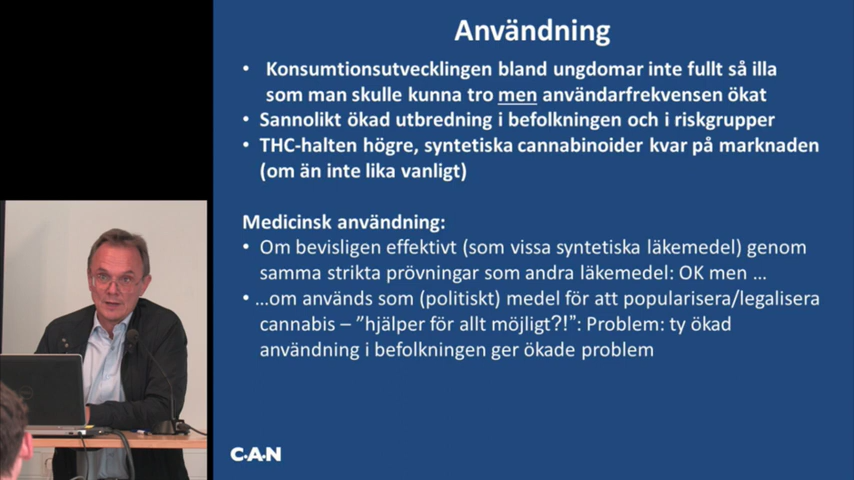 Användning
• Konsumtionsutvecklingen bland ungdomar inte fullt så illa
som man skulle kunna tro men användarfrekvensen ökat
• Sannolikt ökad utbredning i befolkningen och i riskgrupper
• THC-halten högre, syntetiska cannabinoider kvar på marknaden
(om än inte lika vanligt)
Medicinsk användning:
• Om bevisligen effektivt (som vissa syntetiska läkemedel) genom
samma strikta prövningar som andra läkemedel: OK men ...
• ...om används som (politiskt) medel för att popularisera/legalisera
cannabis – ”hjälper för allt möjligt?!”: Problem: ty ökad
användning i befolkningen ger ökade problem
C·A·N